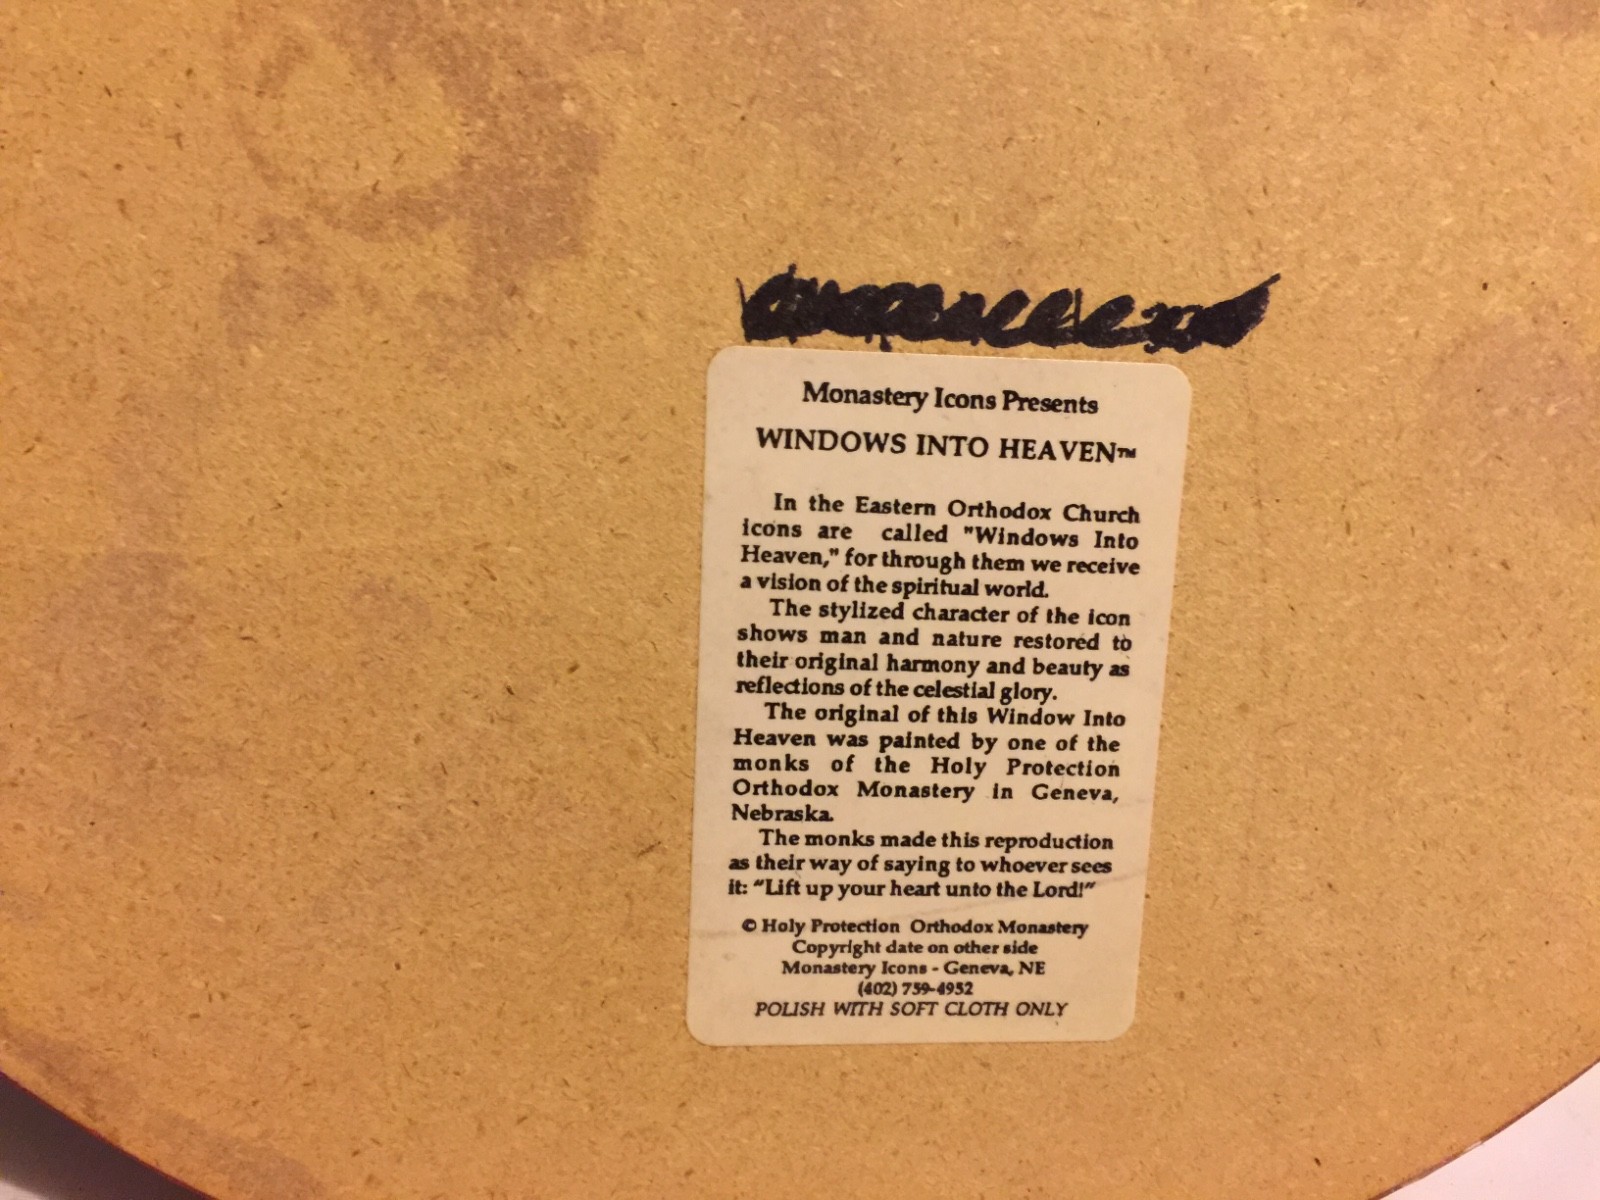 Monastery Icons Presents
WINDOWS INTO HEAVEN™
In the Eastern Orthodox Church
icons are called "Windows Into
Heaven," for through them we receive
a vision of the spiritual world.
The stylized character of the icon
shows man and nature restored to
their original harmony and beauty as
reflections of the celestial glory.
The original of this Window Into
Heaven was painted by one of the
monks of the Holy Protection
Orthodox Monastery in Geneva,
Nebraska.
The monks made this reproduction
as their way of saying to whoever sees
it: “Lift up your heart unto the Lord!”
© Holy Protection Orthodox Monastery
Copyright date on other side
Monastery Icons - Geneva, NE
(402) 759-4952
POLISH WITH SOFT CLOTH ONLY